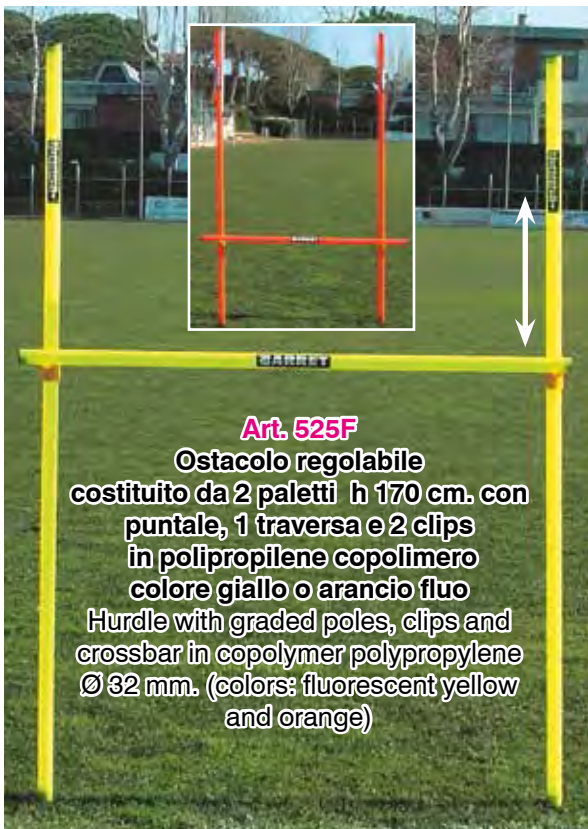 GARRET
Art. 525F
Ostacolo regolabile
costituito da 2 paletti h 170 cm. con
puntale, 1 traversa e 2 clips
in polipropilene copolimero
colore giallo o arancio fluo
Hurdle with graded poles, clips and
crossbar in copolymer polypropylene
Ø 32 mm. (colors: fluorescent yellow
and orange)